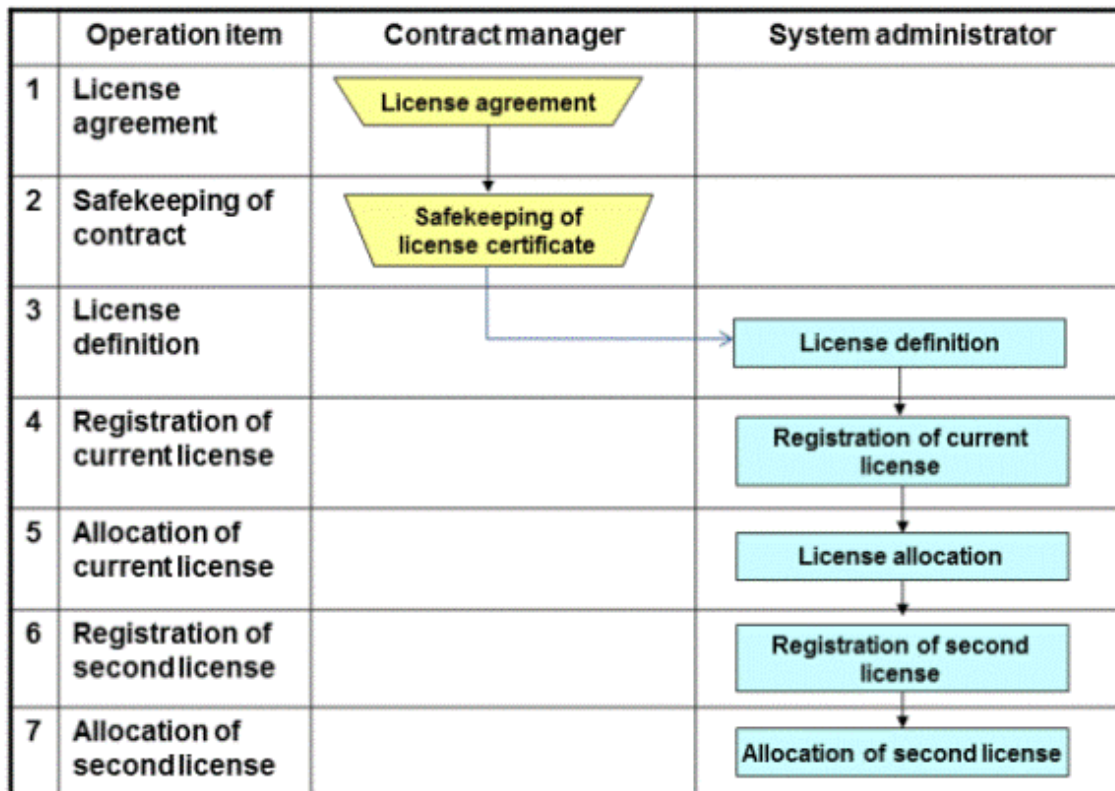 Operation item Contract manager System administrator
1 License agreement
License agreement
2 Safekeeping of contract
Safekeeping of
license certificate
3 License definition
License definition
4 Registration of current license
Registration of current
license
5 Allocation of current license
License allocation
6 Registration of second license
Registration of second
license
7 Allocation of second license
Allocation of second license